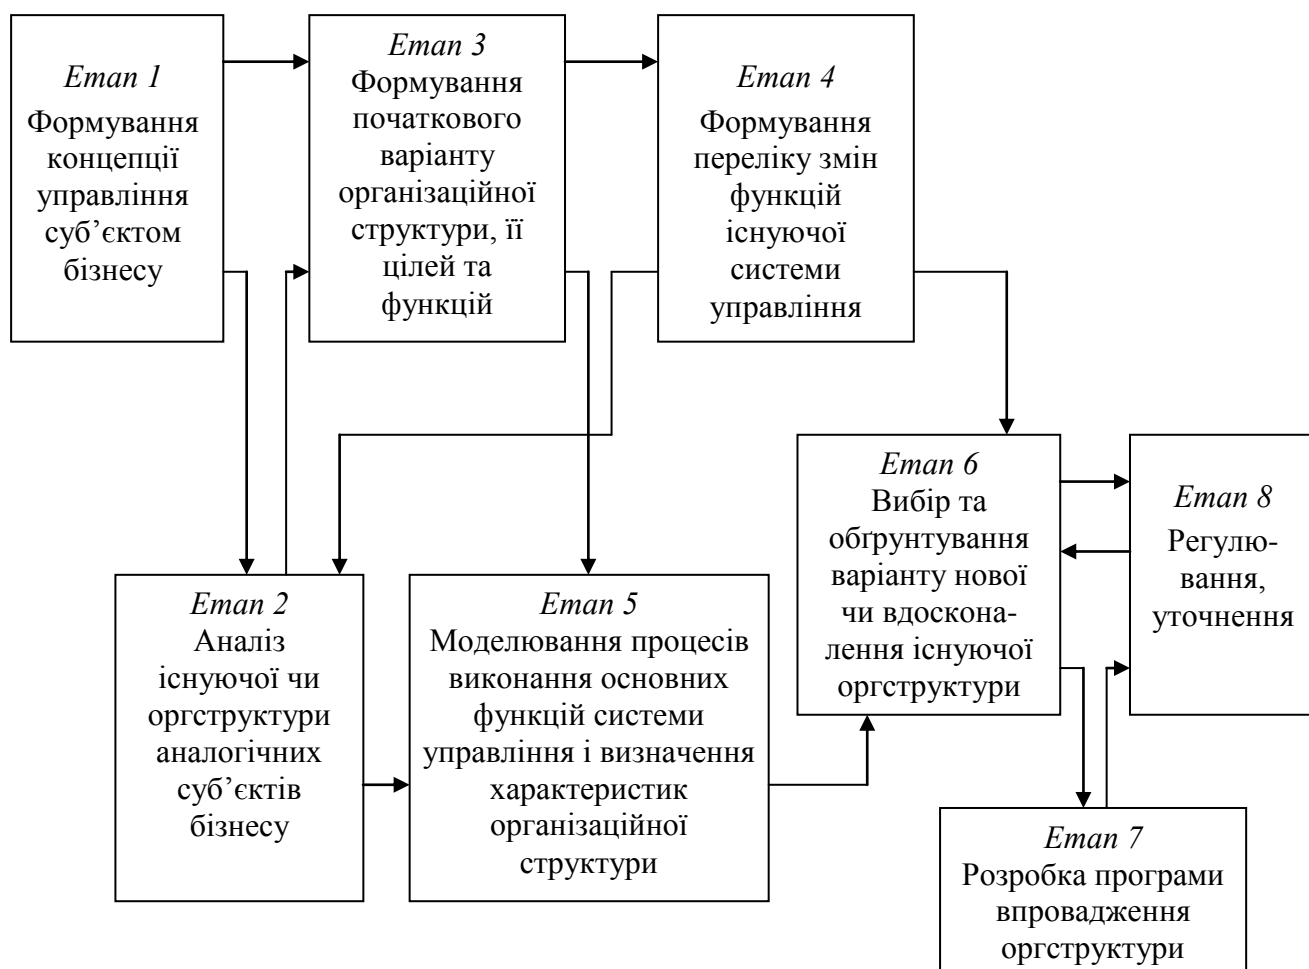 Етап 1
Формування
концепції
управління
суб’єктом
бізнесу
Етап 3
Формування
початкового
варіанту
організаційної
структури, її
цілей та
функцій
Етап 4
Формування
переліку змін
функцій
існуючої
системи
управління
Етап 2
Аналіз
існуючої чи
оргструктури
аналогічних
суб’єктів
бізнесу
Етап 5
Моделювання процесів
виконання основних
функцій системи
управління і визначення
характеристик
організаційної
структури
Етап 6
Вибір та
обґрунтування
варіанту нової
чи вдоскона-
лення існуючої
оргструктури
Етап 8
Регулю-
вання,
уточнення
Етап 7
Розробка програми
впровадження
оргструктури